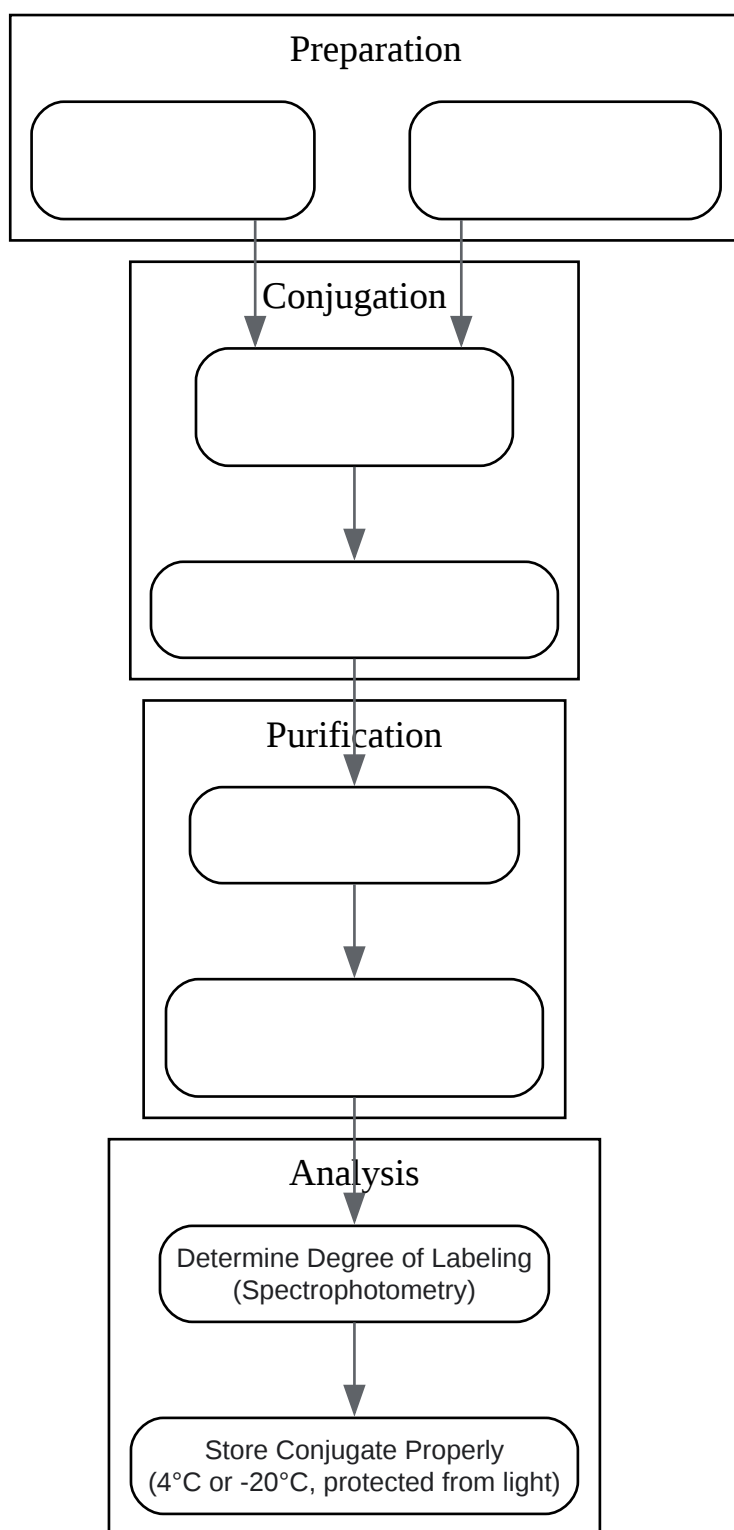 Preparation
Conjugation
Purification
Analysis
Determine Degree of Labeling
(Spectrophotometry)
Store Conjugate Properly
(4°C or -20°C, protected from light)